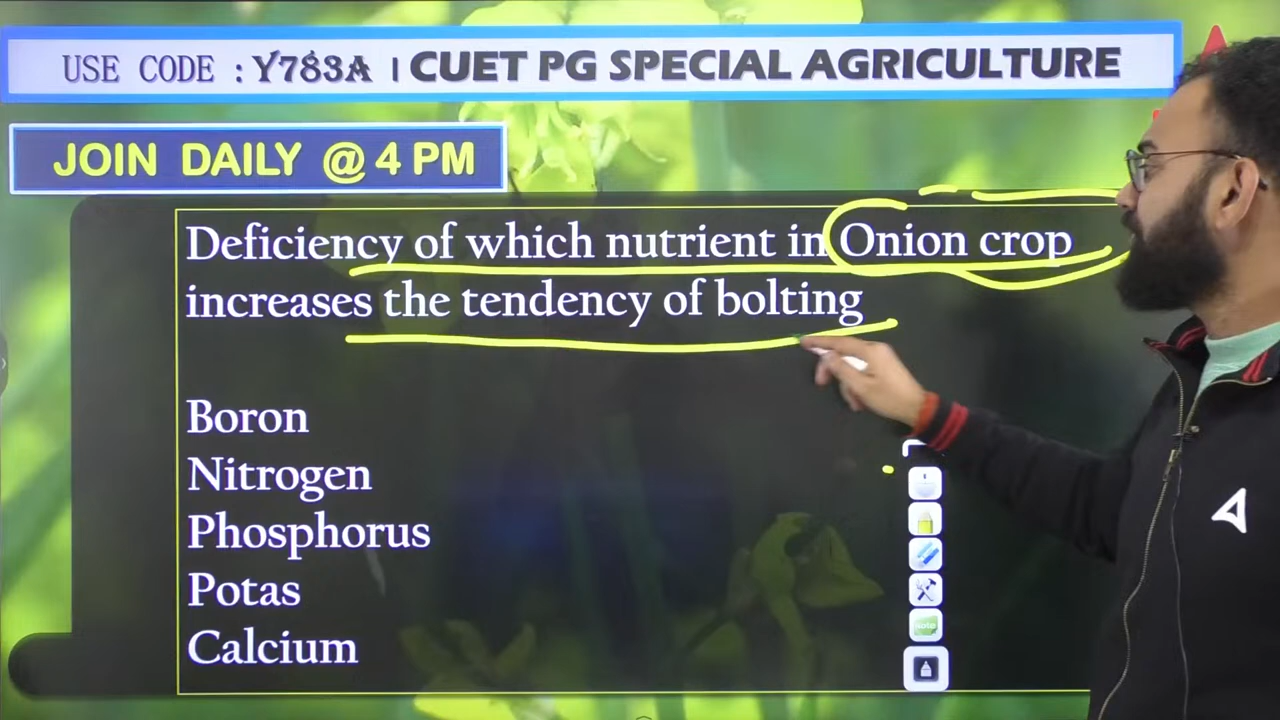 USE CODE : Y783A | CUET PG SPECIAL AGRICULTURE
JOIN DAILY @ 4 PM
Deficiency of which nutrient in Onion crop
increases the tendency of bolting
Boron
Nitrogen
Phosphorus
Potas
Calcium